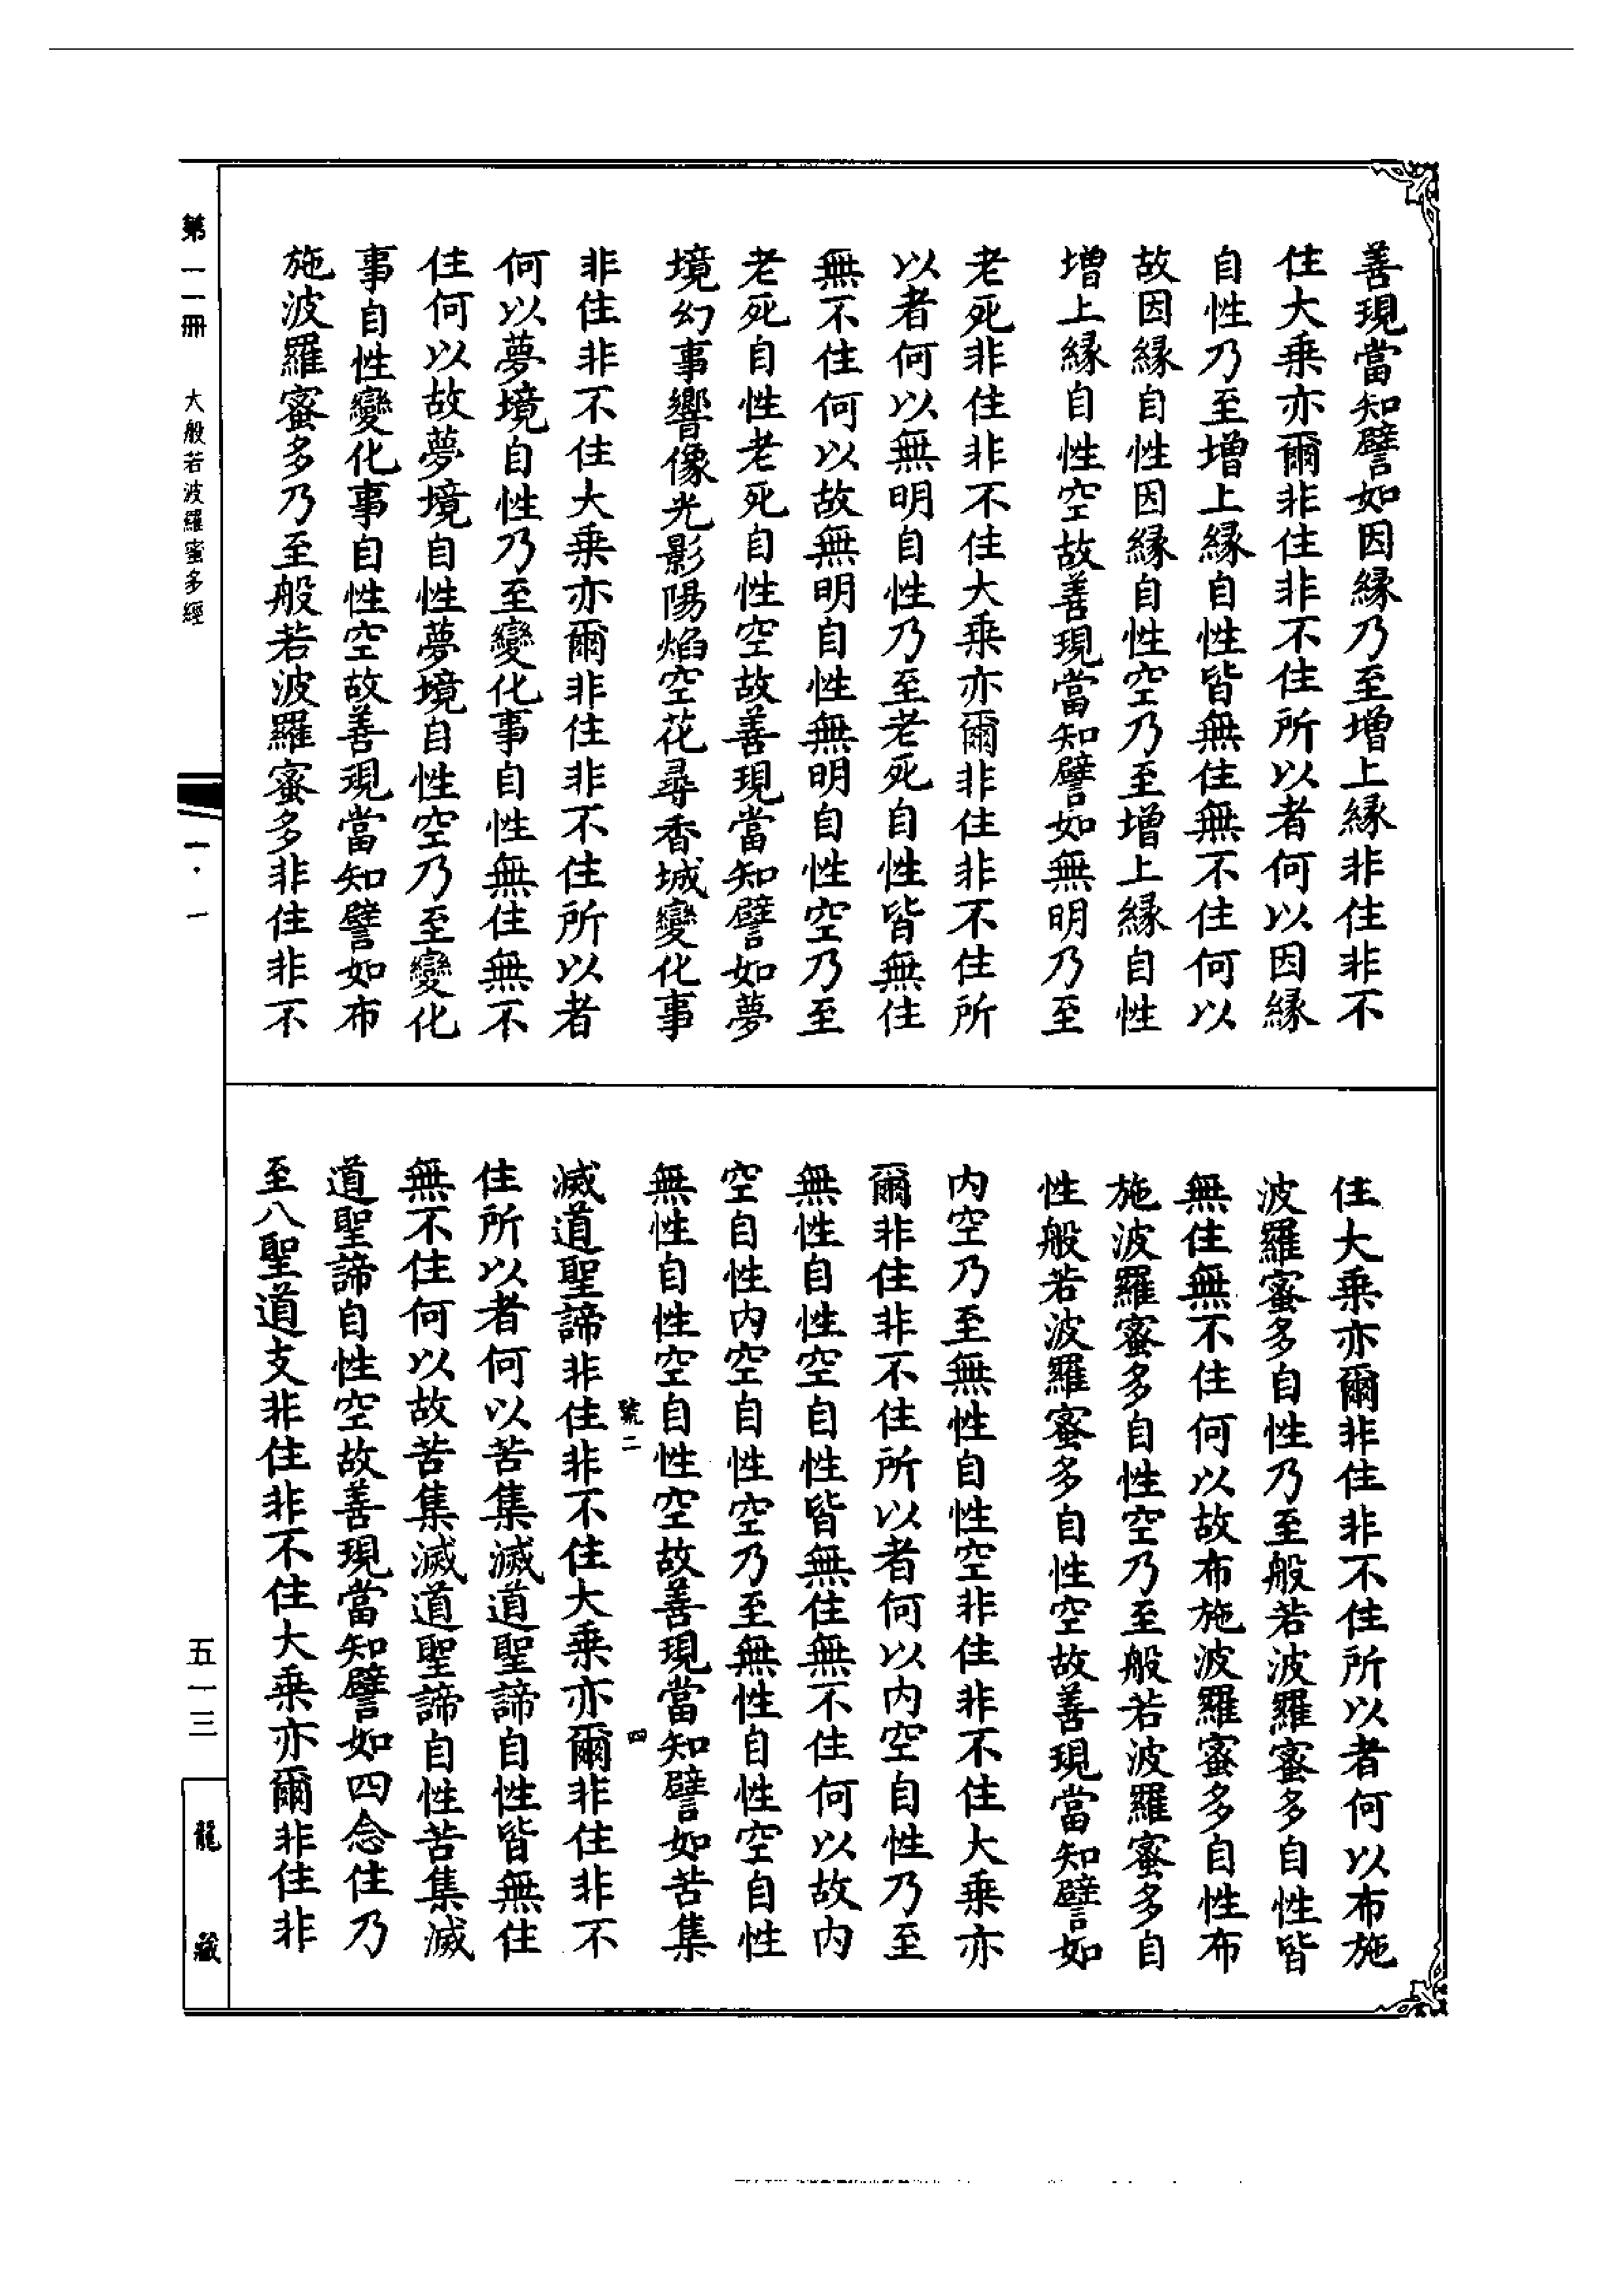 善現當知譬如因緣乃至增上緣非住非不
住大乗亦爾非住非不住所以者何以因緣
自性乃至增上緣自性皆無住無不住何以
故因緣自性因緣自性空乃至增上緣自性
增上緣自性空故善現當知譬如無明乃至
老死非住非不住大乗亦爾非住非不住所
以者何以無明自性乃至老死自性皆無住
無不住何以故無明自性無明自性空乃至
老死自性老死自性空故善現當知譬如夢
境幻事響像光影陽焰空花尋香城變化事
非住非不住大乗亦爾非住非不住所以者
何以夢境自性乃至變化事自性無住無不
住何以故夢境自性夢境自性空乃至變化
事自性變化事自性空故善現當知譬如布
施波羅蜜多乃至般若波羅蜜多非住非不
住大乗亦爾非住非不住所以者何以布施
波羅蜜多自性乃至般若波羅蜜多自性皆
無住無不住何以故布施波羅蜜多自性布
施波羅蜜多自性空乃至般若波羅蜜多自
性般若波羅蜜多自性空故善現當知譬如
内空乃至無性自性空非住非不住大乗亦
爾非住非不住所以者何以内空自性乃至
無性自性空自性皆無住無不住何以故内
空自性内空自性空乃至無性自性空自性
無性自性空自性空故善現當知譬如苦集
號二 四
滅道聖諦非住非不住大乗亦爾非住非不
住所以者何以苦集滅道聖諦自性皆無住
無不住何以故苦集滅道聖諦自性苦集滅
道聖諦自性空故善現當知譬如四念住乃
至八聖道支非住非不住大乗亦爾非住非
第一一冊 大般若波羅蜜多經
一·一
五一三
龍藏